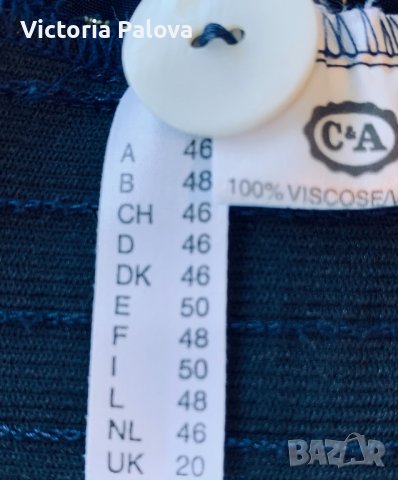 Victoria Palova
C&A
100% VISCOSE/
A 46
B 48
CH 46
D 46
DK 46
E 50
F 48
I 50
L 48
NL 46
UK 20
BAZAR